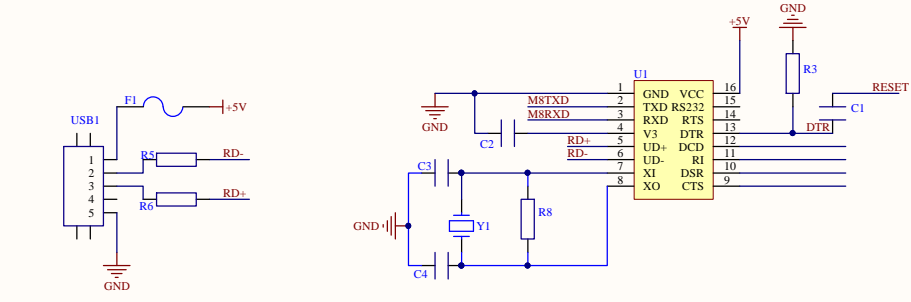 F1
+5V
USB1
1
2
3
4
5
R5
RD-
R6
RD+
GND
GND
+5V
R3
RESET
C1
DTR
U1
GND
M8TXD
M8RXD
C2
RD+
RD-
1 GND VCC 16
2 TXD RS232 15
3 RXD RTS 14
4 V3 DTR 13
5 UD+ DCD 12
6 UD- RI 11
7 XI DSR 10
8 XO CTS 9
C3
GND
Y1
R8
C4